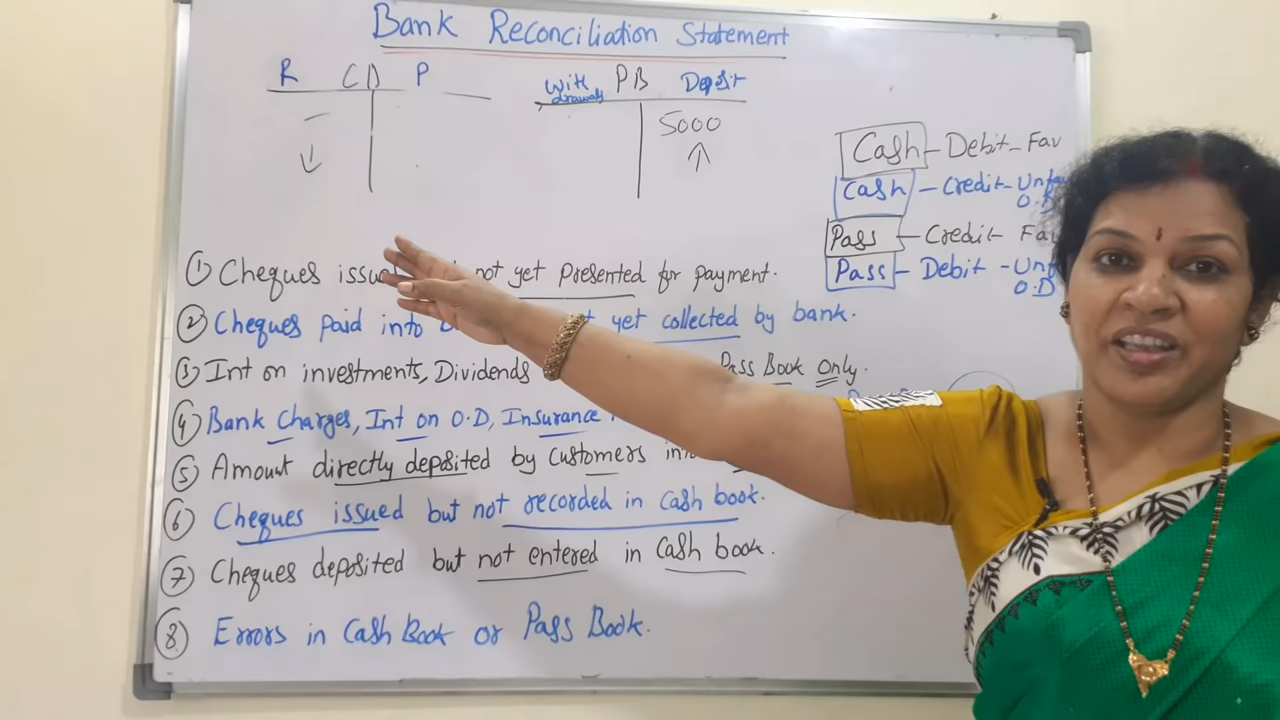 Bank Reconciliation Statement
R CD P
With drawals PB Deposit
5000
Cash - Debit - Fav
Cash - Credit - Unfa
O.D
Pass - Credit Fav
Pass - Debit - Un
O.D
① Cheques issu not yet presented for payment.
② Cheques paid into yet collected by bank.
③ Int on investments, Dividends Pass Book Only.
④ Bank Charges, Int on O.D, Insurance
⑤ Amount directly deposited by Customers
⑥ Cheques issued but not recorded in cash book.
⑦ Cheques deposited but not entered in Cash book.
⑧ Errors in Cash Book or Pass Book.